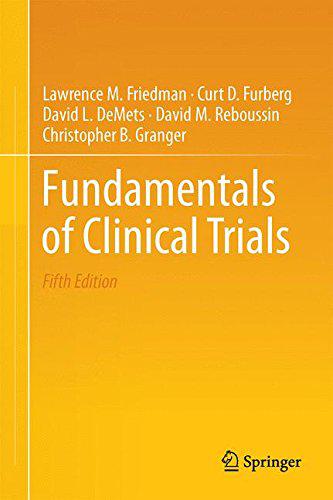 Lawrence M. Friedman · Curt D. Furberg
David L. DeMets · David M. Reboussin
Christopher B. Granger
Fundamentals
of Clinical Trials
Fifth Edition
Springer